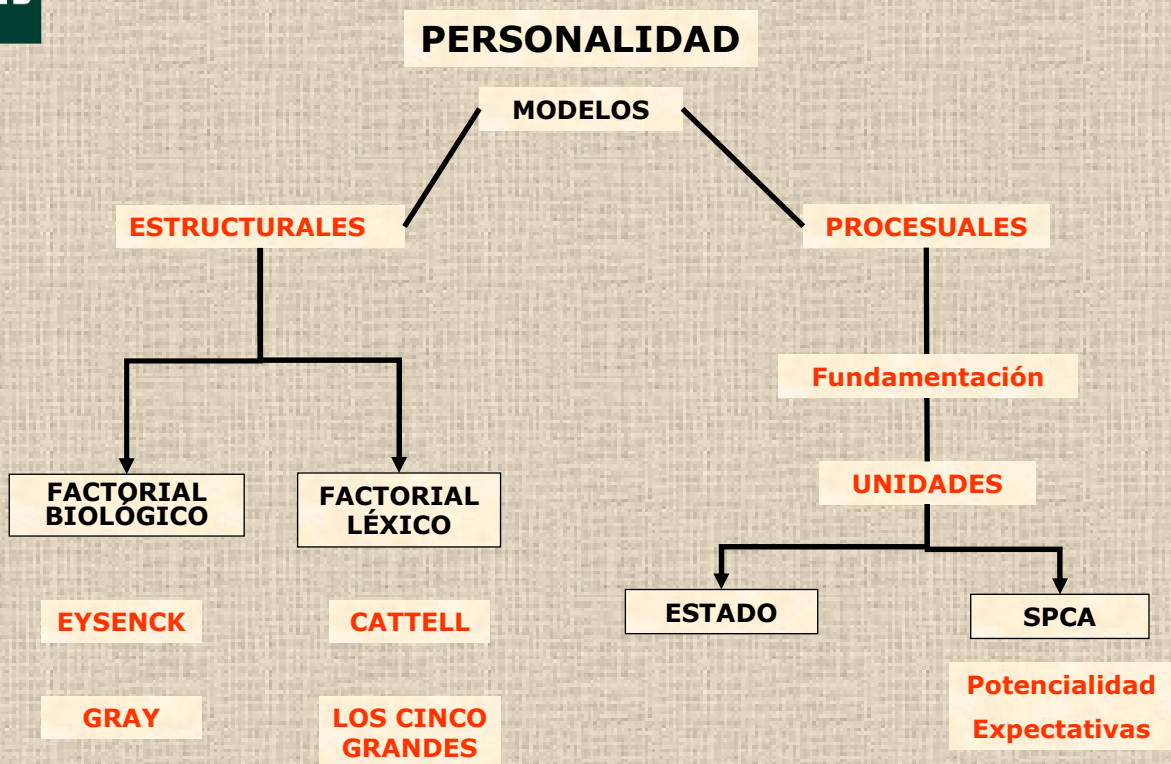 PERSONALIDAD
MODELOS
ESTRUCTURALES
PROCESUALES
Fundamentación
UNIDADES
FACTORIAL
BIOLÓGICO
FACTORIAL
LÉXICO
ESTADO
SPCA
EYSENCK
CATTELL
Potencialidad
Expectativas
GRAY
LOS CINCO
GRANDES